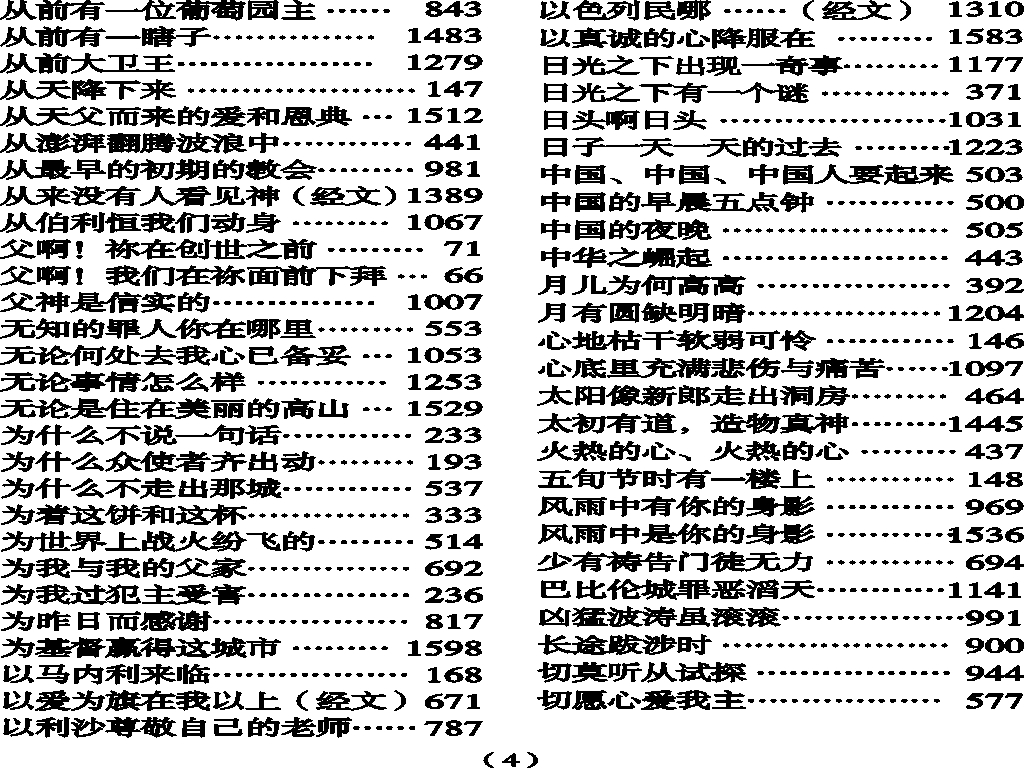 从前有一位葡萄园主 …… 843
从前有一瞎子…………… 1483
从前大卫王……………… 1279
从天降下来 ………………… 147
从天父而来的爱和恩典 … 1512
从澎湃翻腾波浪中………… 441
从最早的初期的教会……… 981
从来没有人看见神（经文）1389
从伯利恒我们动身 ……… 1067
父啊！祢在创世之前 ……… 71
父啊！我们在祢面前下拜 … 66
父神是信实的…………… 1007
无知的罪人你在哪里……… 553
无论何处去我心已备妥 … 1053
无论事情怎么样 ………… 1253
无论是住在美丽的高山 … 1529
为什么不说一句话………… 233
为什么众使者齐出动……… 193
为什么不走出那城………… 537
为着这饼和这杯…………… 333
为世界上战火纷飞的……… 514
为我与我的父家…………… 692
为我过犯主受害…………… 236
为昨日而感谢……………… 817
为基督赢得这城市 ……… 1598
以马内利来临……………… 168
以爱为旗在我以上（经文）671
以利沙尊敬自己的老师…… 787
以色列民哪 ……（经文） 1310
以真诚的心降服在 ……… 1583
日光之下出现一奇事……… 1177
日光之下有一个谜 ………… 371
日头啊日头 …………………1031
日子一天一天的过去 ………1223
中国、中国、中国人要起来 503
中国的早晨五点钟 ………… 500
中国的夜晚 ………………… 505
中华之崛起 ………………… 443
月儿为何高高 ……………… 392
月有圆缺明暗……………… 1204
心地枯干软弱可怜 ………… 146
心底里充满悲伤与痛苦……1097
太阳像新郎走出洞房……… 464
太初有道，造物真神………1445
火热的心、火热的心 ……… 437
五旬节时有一楼上 ………… 148
风雨中有你的身影 ………… 969
风雨中是你的身影 …………1536
少有祷告门徒无力 ………… 694
巴比伦城罪恶滔天…………1141
凶猛波涛虽滚滚………………991
长途跋涉时 ………………… 900
切莫听从试探 ……………… 944
切愿心爱我主……………… 577
（4）